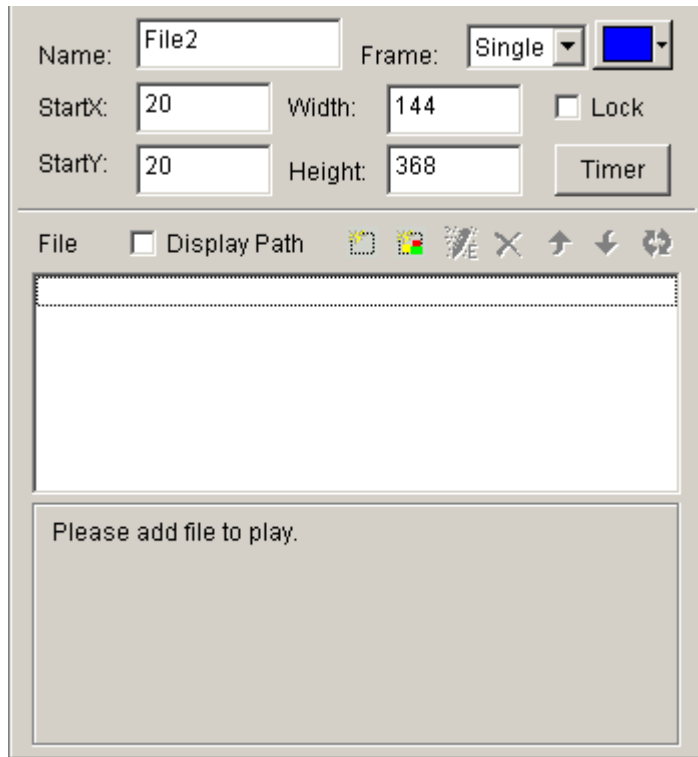 Name: File2 Frame: Single
StartX: 20 Width: 144 Lock
StartY: 20 Height: 368 Timer
File Display Path E
Please add file to play.